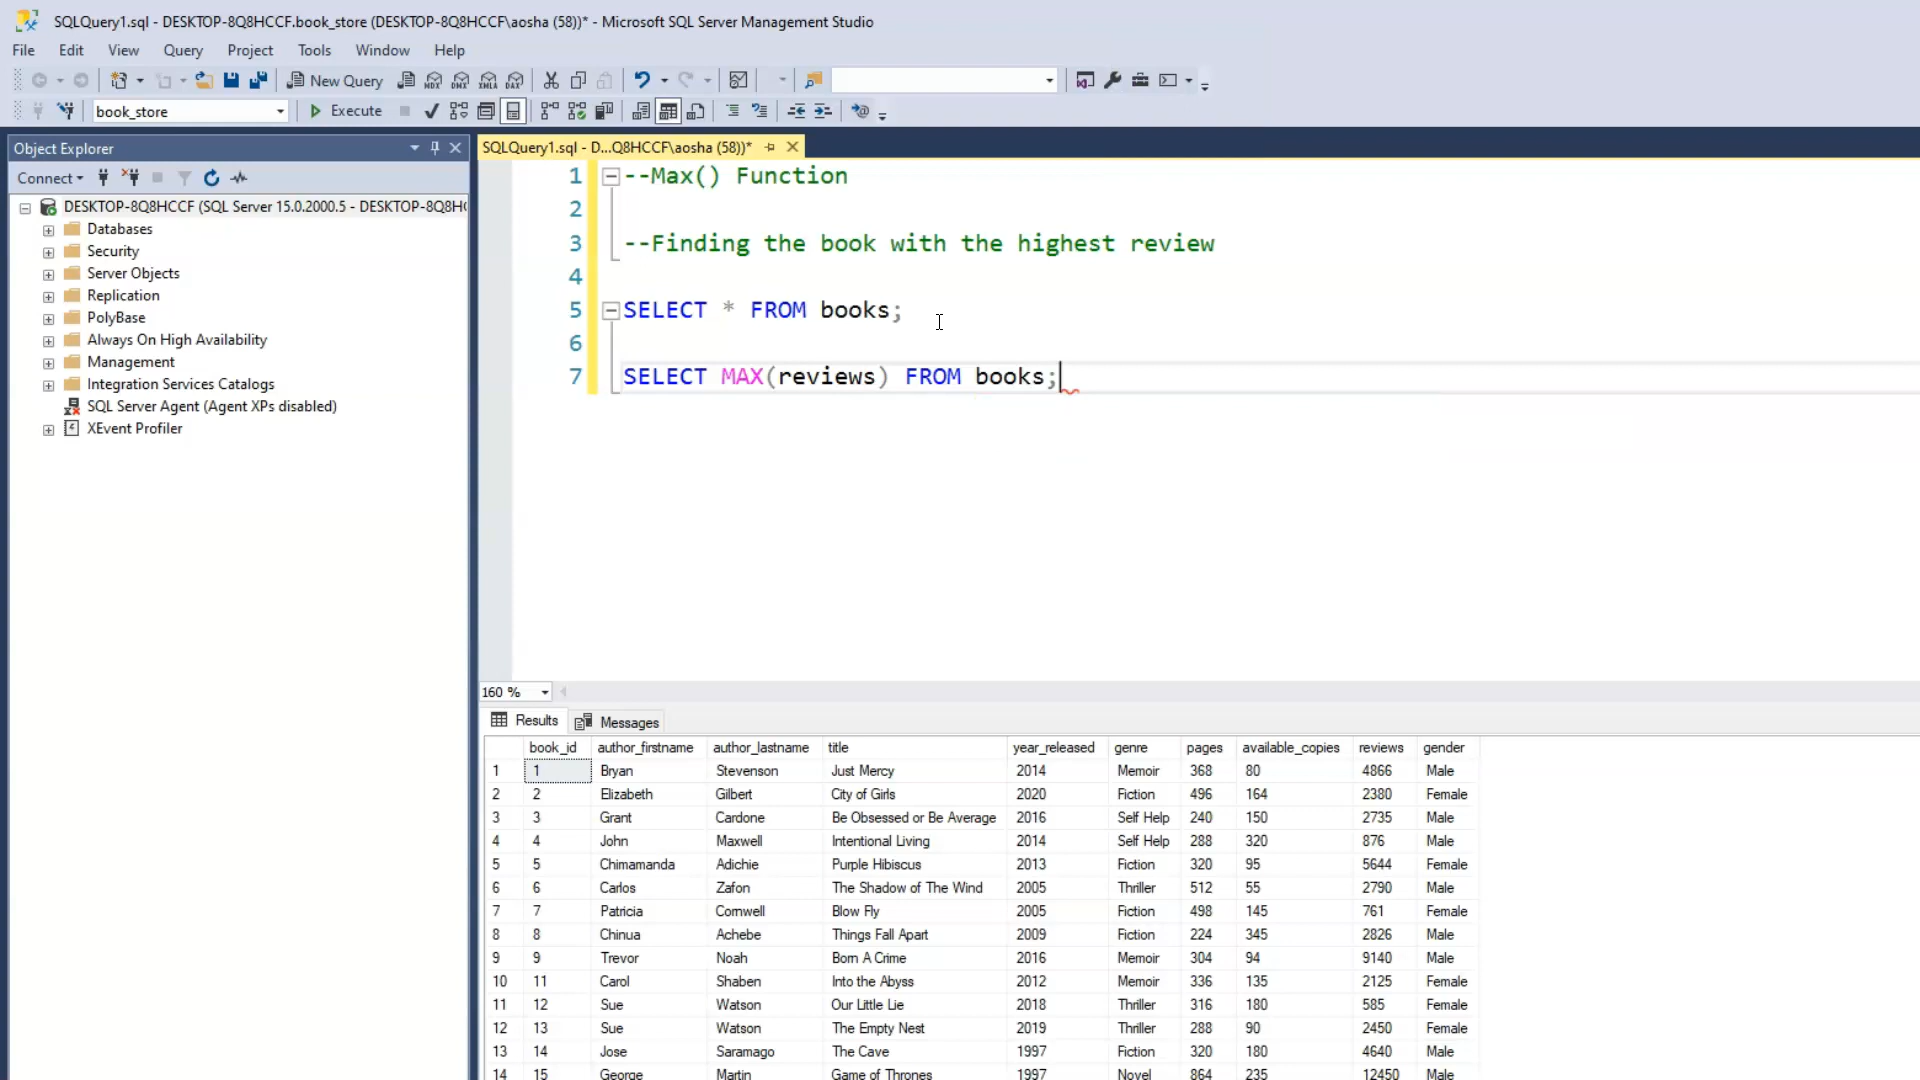 SQLQuery1.sql - DESKTOP-8Q8HCCF.book_store (DESKTOP-8Q8HCCF\aosha (58))* - Microsoft SQL Server Management Studio
File Edit View Query Project Tools Window Help
New Query MDX DMX XMLA DAX
book_store Execute
Object Explorer
Connect
DESKTOP-8Q8HCCF (SQL Server 15.0.2000.5 - DESKTOP-8Q8H
Databases
Security
Server Objects
Replication
PolyBase
Always On High Availability
Management
Integration Services Catalogs
SQL Server Agent (Agent XPs disabled)
XEvent Profiler
SQLQuery1.sql - D...Q8HCCF\aosha (58))*
1 --Max() Function
2
3 --Finding the book with the highest review
4
5 SELECT * FROM books;
6
7 SELECT MAX(reviews) FROM books;
160 %
Results Messages
book_id author_firstname author_lastname title year_released genre pages available_copies reviews gender
1 1 Bryan Stevenson Just Mercy 2014 Memoir 368 80 4866 Male
2 2 Elizabeth Gilbert City of Girls 2020 Fiction 496 164 2380 Female
3 3 Grant Cardone Be Obsessed or Be Average 2016 Self Help 240 150 2735 Male
4 4 John Maxwell Intentional Living 2014 Self Help 288 320 876 Male
5 5 Chimamanda Adichie Purple Hibiscus 2013 Fiction 320 95 5644 Female
6 6 Carlos Zafon The Shadow of The Wind 2005 Thriller 512 55 2790 Male
7 7 Patricia Cornwell Blow Fly 2005 Fiction 498 145 761 Female
8 8 Chinua Achebe Things Fall Apart 2009 Fiction 224 345 2826 Male
9 9 Trevor Noah Born A Crime 2016 Memoir 304 94 9140 Male
10 11 Carol Shaben Into the Abyss 2012 Memoir 336 135 2125 Female
11 12 Sue Watson Our Little Lie 2018 Thriller 316 180 585 Female
12 13 Sue Watson The Empty Nest 2019 Thriller 288 90 2450 Female
13 14 Jose Saramago The Cave 1997 Fiction 320 180 4640 Male
14 15 George Martin Game of Thrones 1997 Novel 864 235 12450 Male